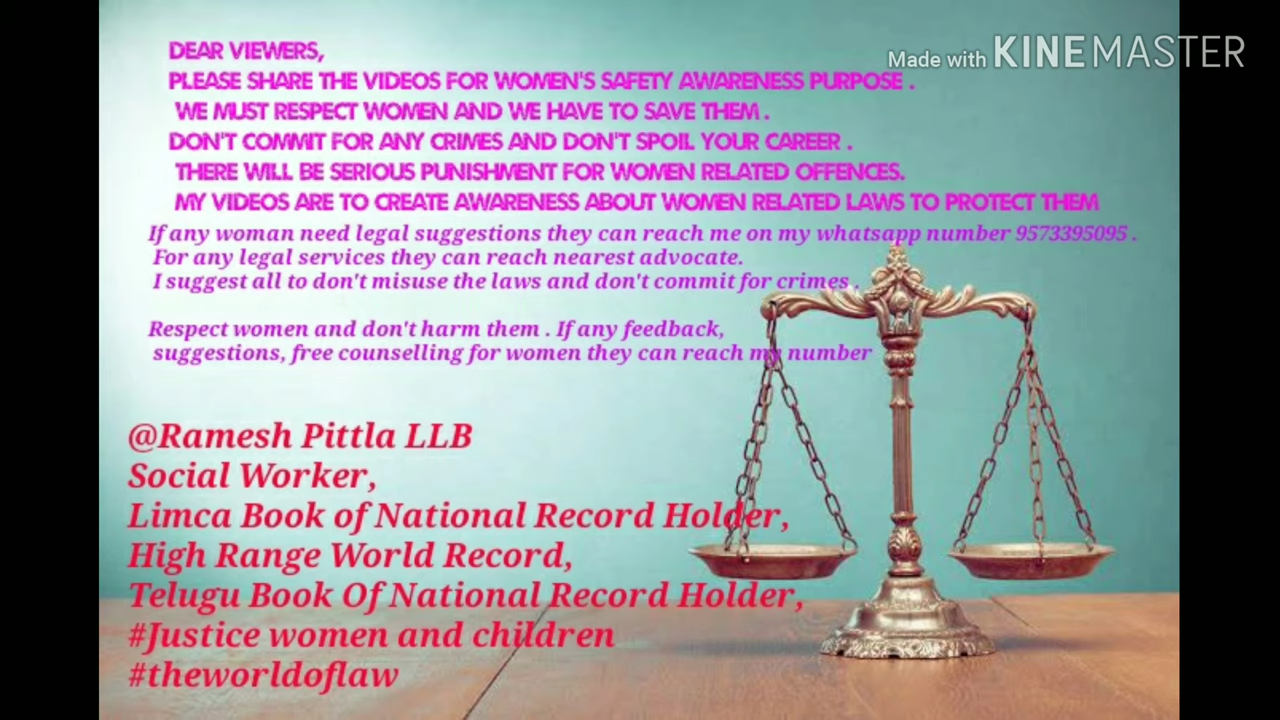 Made with KINEMASTER
DEAR VIEWERS,
PLEASE SHARE THE VIDEOS FOR WOMEN'S SAFETY AWARENESS PURPOSE .
WE MUST RESPECT WOMEN AND WE HAVE TO SAVE THEM .
DON'T COMMIT FOR ANY CRIMES AND DON'T SPOIL YOUR CAREER .
THERE WILL BE SERIOUS PUNISHMENT FOR WOMEN RELATED OFFENCES.
MY VIDEOS ARE TO CREATE AWARENESS ABOUT WOMEN RELATED LAWS TO PROTECT THEM
If any woman need legal suggestions they can reach me on my whatsapp number 9573395095 .
For any legal services they can reach nearest advocate.
I suggest all to don't misuse the laws and don't commit for crimes .
Respect women and don't harm them . If any feedback,
suggestions, free counselling for women they can reach my number
@Ramesh Pittla LLB
Social Worker,
Limca Book of National Record Holder,
High Range World Record,
Telugu Book Of National Record Holder,
#Justice women and children
#theworldoflaw